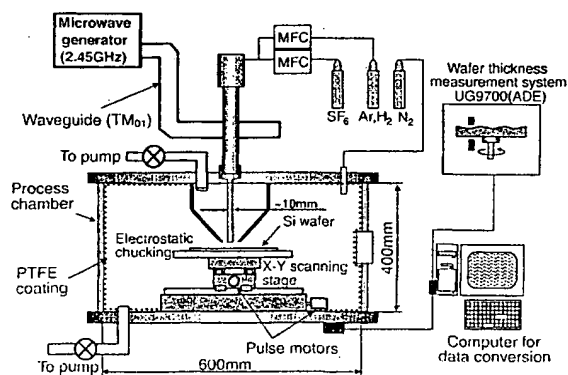 Microwave
generator
(2.45GHz)
MFC
MFC
Waveguide (TM01)
SF6
Ar,H2
N2
Wafer thickness
measurement system
UG9700(ADE)
To pump
Process
chamber
~10mm
Si wafer
Electrostatic
chucking
X-Y scanning
stage
400mm
PTFE
coating
To pump
Pulse motors
600mm
Computer for
data conversion